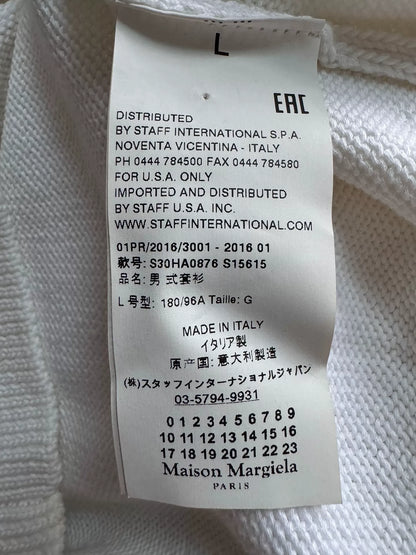 L
EAC
DISTRIBUTED
BY STAFF INTERNATIONAL S.P.A.
NOVENTA VICENTINA - ITALY
PH 0444 784500 FAX 0444 784580
FOR U.S.A. ONLY
IMPORTED AND DISTRIBUTED
BY STAFF U.S.A. INC.
WWW.STAFFINTERNATIONAL.COM
01PR/2016/3001 - 2016 01
款号: S30HA0876 S15615
品名: 男 式套衫
L 号型: 180/96A Taille: G
MADE IN ITALY
イタリア製
原产国: 意大利製造
(株)スタッフインターナショナルジャパン
03-5794-9931
0 1 2 3 4 5 6 7 8 9
10 11 12 13 14 15 16
17 18 19 20 21 22 23
Maison Margiela
PARIS